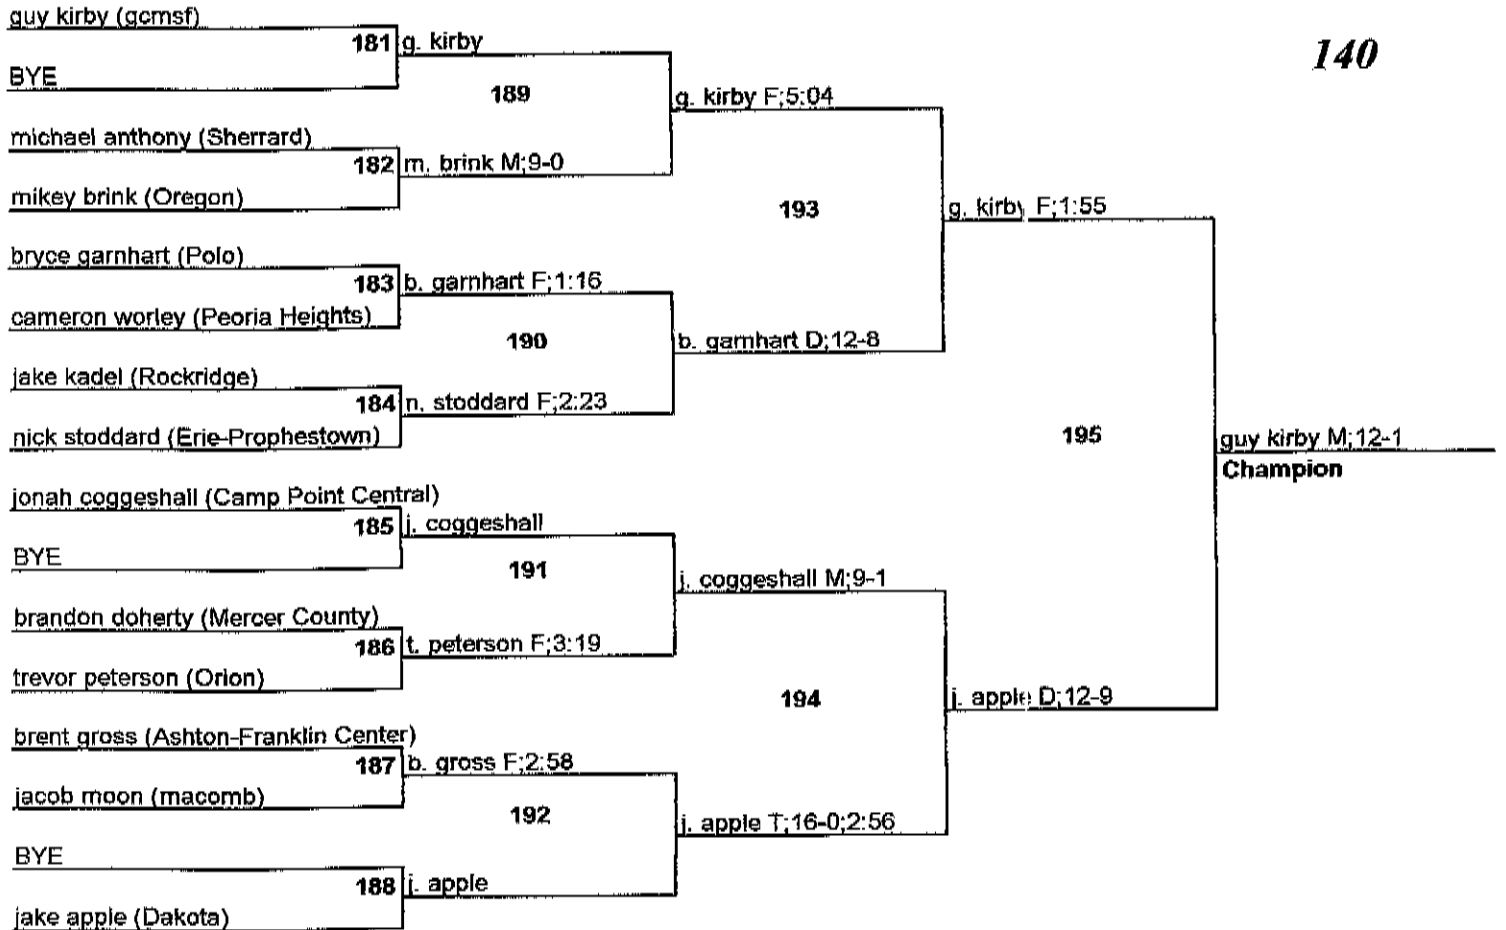 guy kirby (gcmsf)
181 g. kirby
140
BYE
189
g. kirby F;5:04
michael anthony (Sherrard)
182 m. brink M;9-0
mikey brink (Oregon)
193
g. kirby F;1:55
bryce garnhart (Polo)
183 b. garnhart F;1:16
cameron worley (Peoria Heights)
190
b. garnhart D;12-8
jake kadel (Rockridge)
184 n. stoddard F;2:23
nick stoddard (Erie-Prophestown)
195
guy kirby M;12-1
Champion
jonah coggeshall (Camp Point Central)
185 j. coggeshall
BYE
191
j. coggeshall M;9-1
brandon doherty (Mercer County)
186 t. peterson F;3:19
trevor peterson (Orion)
194
j. apple D;12-9
brent gross (Ashton-Franklin Center)
187 b. gross F;2:58
jacob moon (macomb)
192
j. apple T;16-0;2:56
BYE
188 j. apple
jake apple (Dakota)